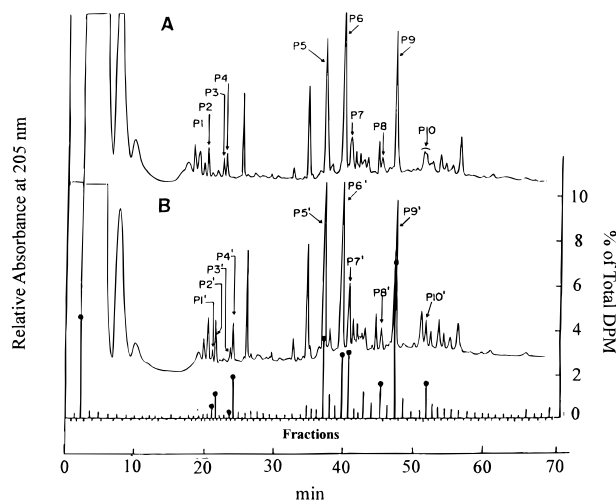 A
P6
P5
P9
P4
P3
P2
P1
P7
P8
P10
Relative Absorbance at 205 nm
B
P6'
P5'
P9'
P4'
P3'
P2'
P1'
P7'
P8'
P10'
10
8
6
4
2
0
% of Total DPM
Fractions
0 10 20 30 40 50 60 70
min